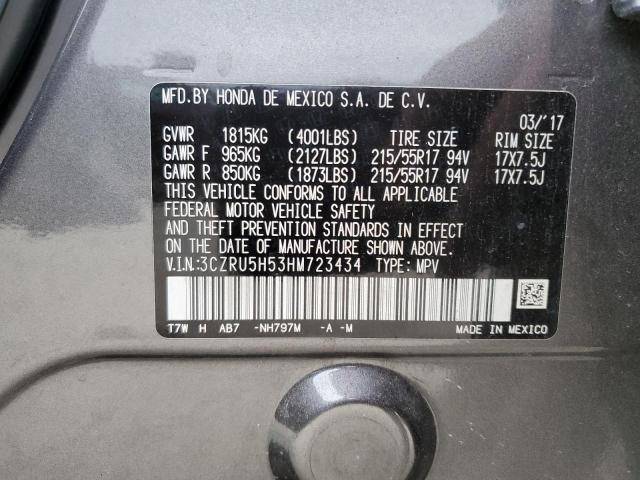 MFD.BY HONDA DE MEXICO S.A. DE C.V.
03/'17
GVWR 1815KG (4001LBS) TIRE SIZE RIM SIZE
GAWR F 965KG (2127LBS) 215/55R17 94V 17X7.5J
GAWR R 850KG (1873LBS) 215/55R17 94V 17X7.5J
THIS VEHICLE CONFORMS TO ALL APPLICABLE
FEDERAL MOTOR VEHICLE SAFETY
AND THEFT PREVENTION STANDARDS IN EFFECT
ON THE DATE OF MANUFACTURE SHOWN ABOVE.
V.I.N.:3CZRU5H53HM723434 TYPE: MPV
T7W H AB7 -NH797M -A -M MADE IN MEXICO